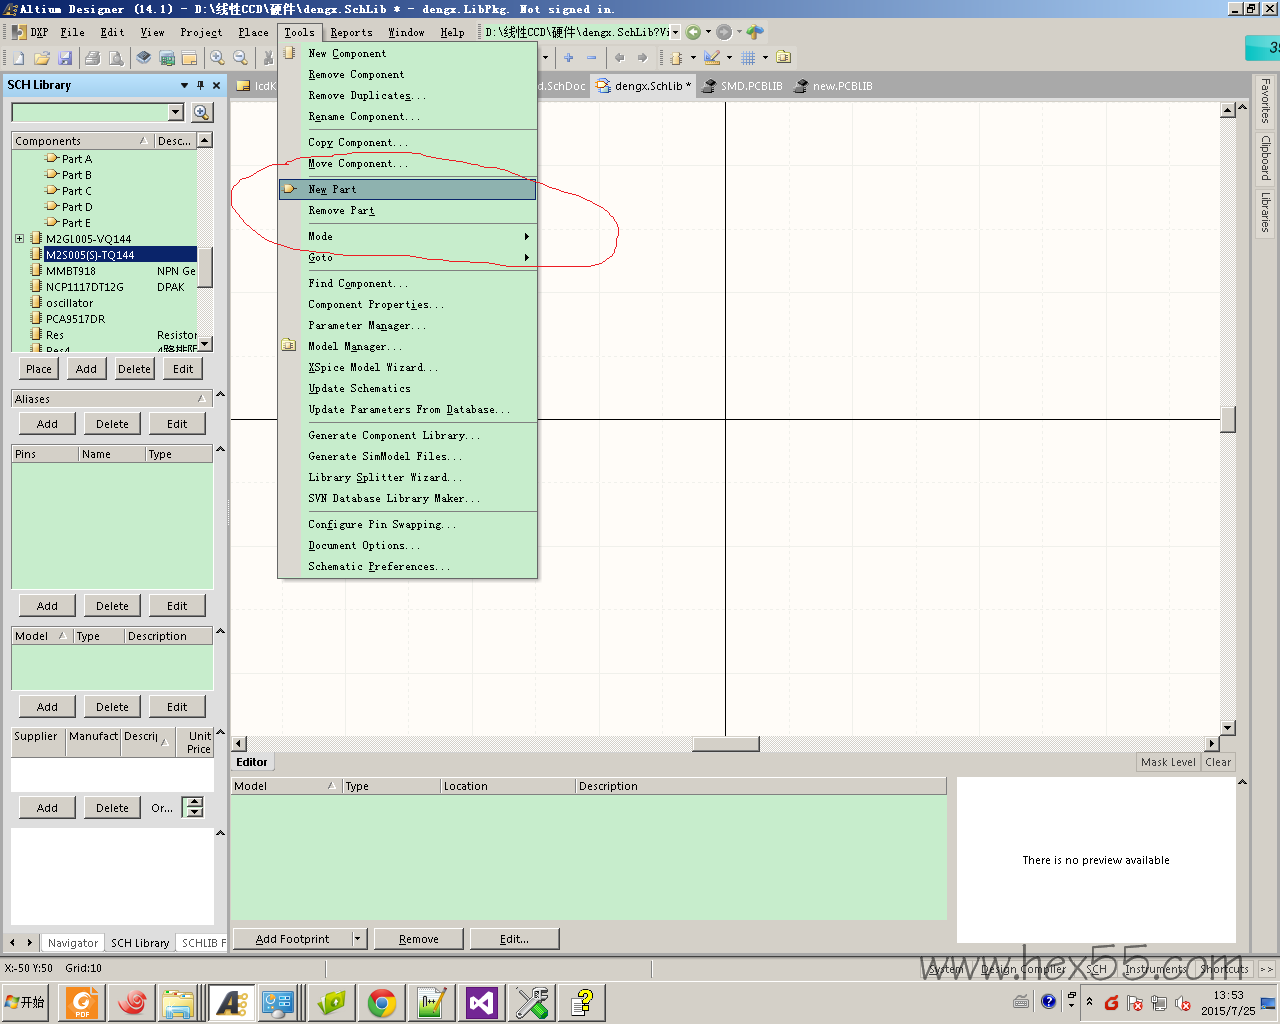 Altium Designer (14.1) - D:\线性CCD\硬件\dengx.SchLib * - dengx.LibPkg. Not signed in.
DXP File Edit View Project Place Tools Reports Window Help D:\线性CCD\硬件\dengx.SchLib?Vi
SCH Library
lcdK
d.SchDoc
dengx.SchLib *
SMD.PCBLIB
new.PCBLIB
Components Desc...
Part A
Part B
Part C
Part D
Part E
M2GL005-VQ144
M2S005(S)-TQ144
MMBT918 NPN Ge
NCP1117DT12G DPAK
oscillator
PCA9517DR
Res Resistor
Res4 4路排阻
Place Add Delete Edit
Aliases
Add Delete Edit
Pins Name Type
Add Delete Edit
Model Type Description
Add Delete Edit
Supplier Manufact Descri Unit Price
Add Delete Or...
Navigator SCH Library SCHLIB F
New Component
Remove Component
Remove Duplicates...
Rename Component...
Copy Component...
Move Component...
New Part
Remove Part
Mode
Goto
Find Component...
Component Properties...
Parameter Manager...
Model Manager...
XSpice Model Wizard...
Update Schematics
Update Parameters From Database...
Generate Component Library...
Generate SimModel Files...
Library Splitter Wizard...
SVN Database Library Maker...
Configure Pin Swapping...
Document Options...
Schematic Preferences...
Favorites
Clipboard
Libraries
Editor
Mask Level Clear
Model Type Location Description
There is no preview available
Add Footprint Remove Edit...
X:-50 Y:50 Grid:10
System Design Compiler SCH Instruments Shortcuts >>
www.hex55.com
开始
PDF
13:53
2015/7/25